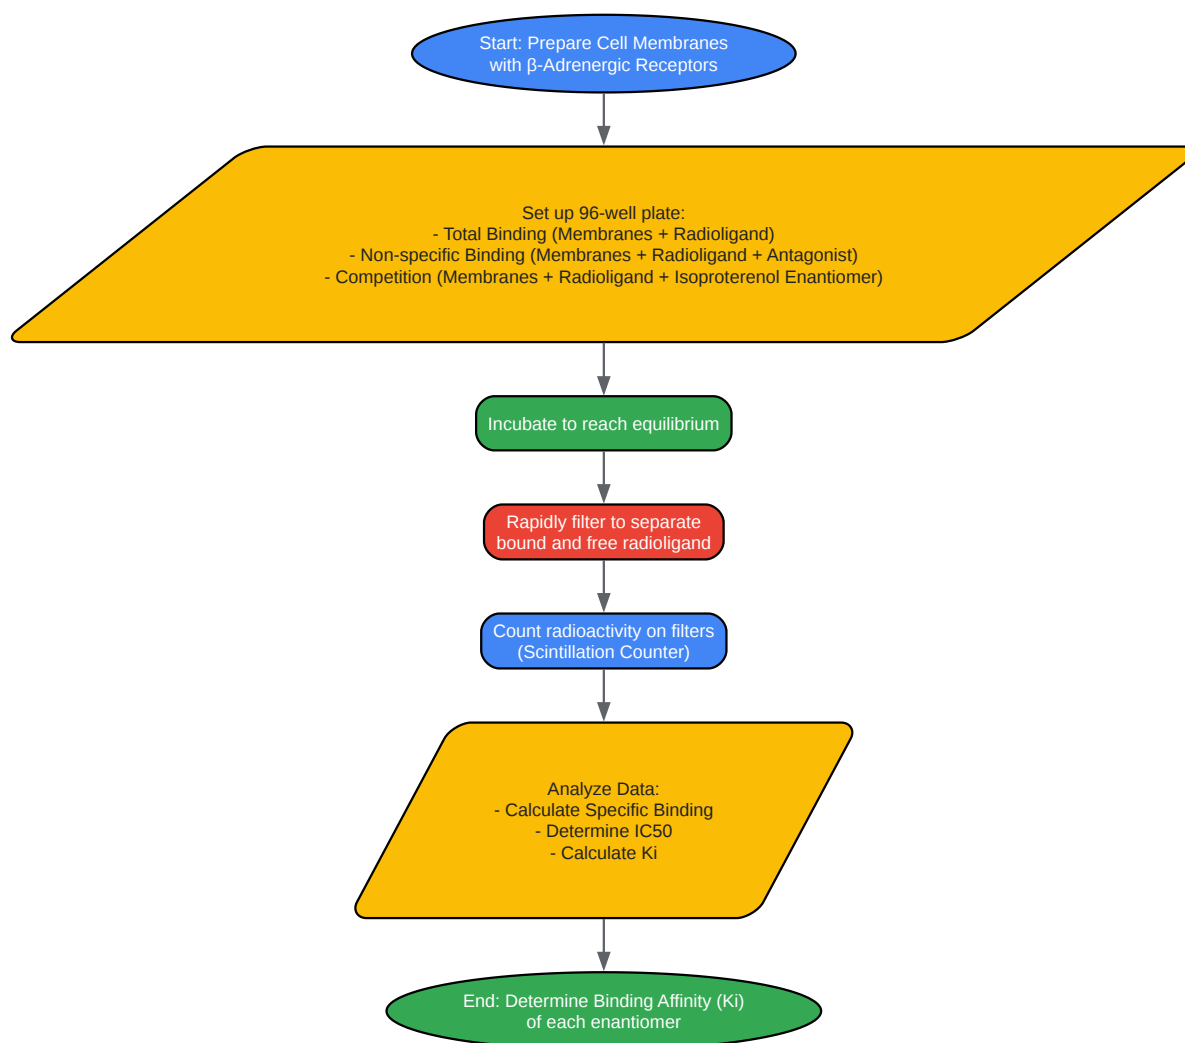 Start: Prepare Cell Membranes
with β-Adrenergic Receptors
Set up 96-well plate:
- Total Binding (Membranes + Radioligand)
- Non-specific Binding (Membranes + Radioligand + Antagonist)
- Competition (Membranes + Radioligand + Isoproterenol Enantiomer)
Incubate to reach equilibrium
Rapidly filter to separate
bound and free radioligand
Count radioactivity on filters
(Scintillation Counter)
Analyze Data:
- Calculate Specific Binding
- Determine IC50
- Calculate Ki
End: Determine Binding Affinity (Ki)
of each enantiomer